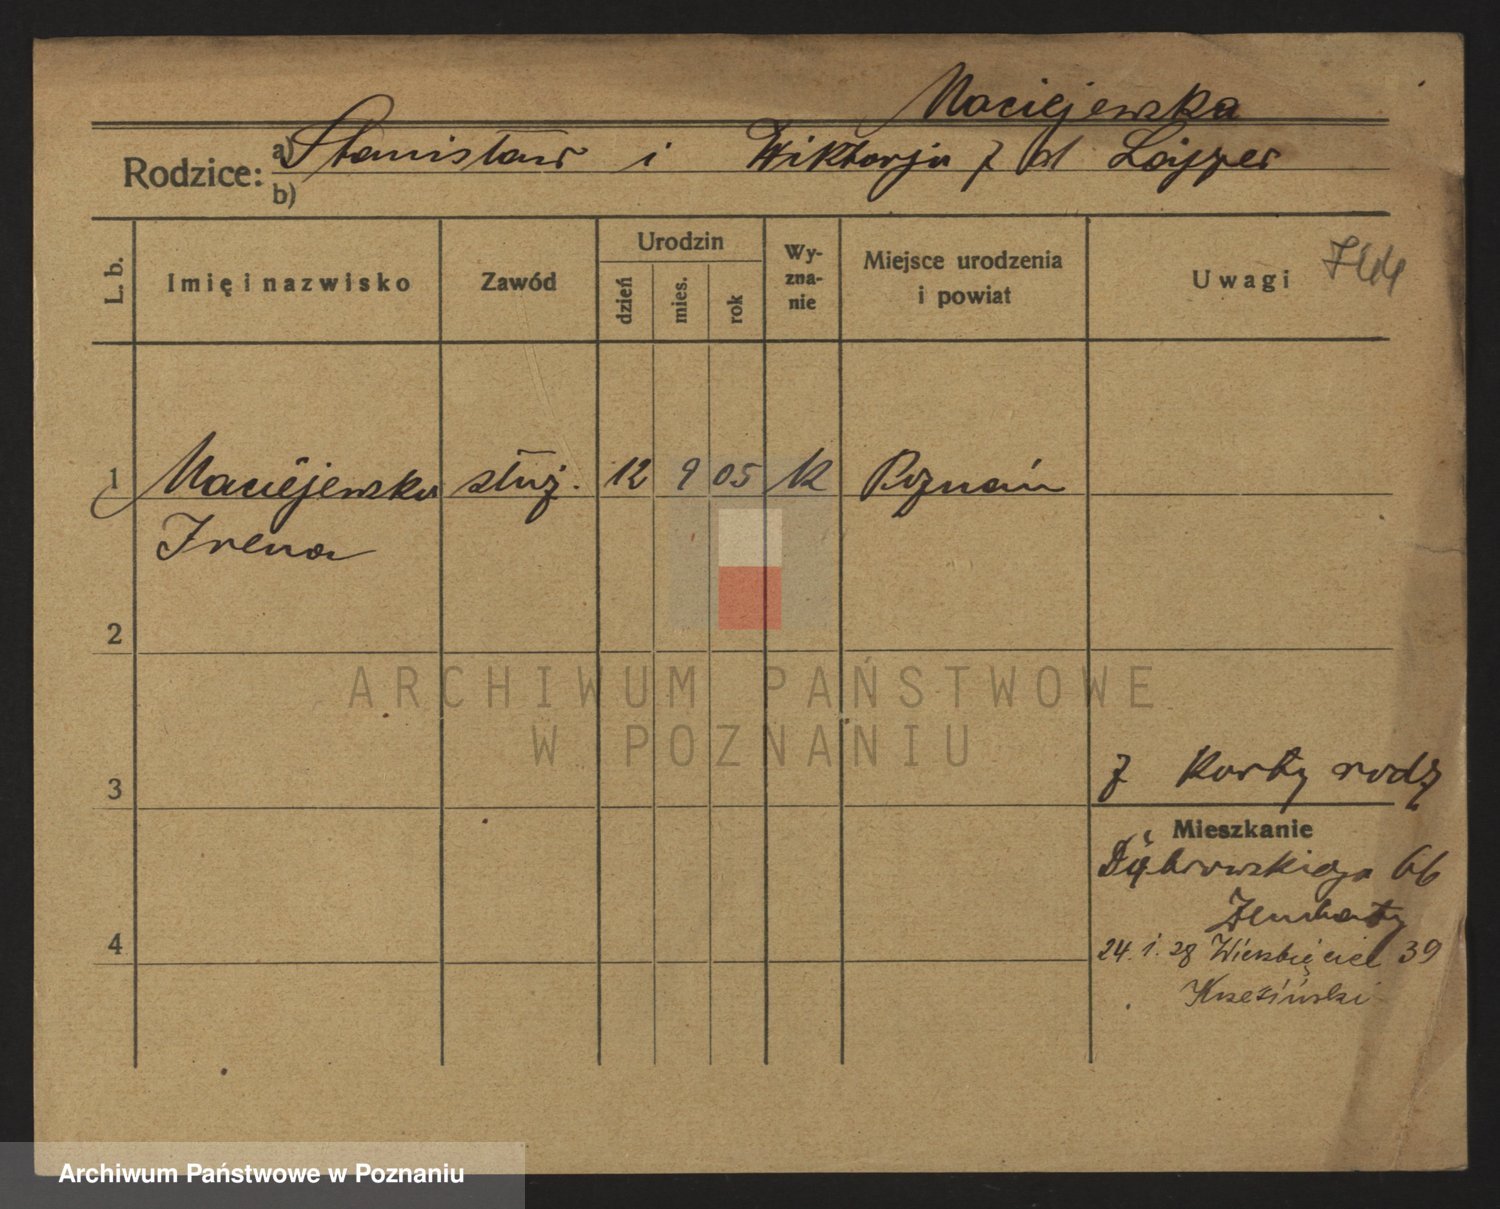 Maciejewska
Rodzice: a) Stanisław i Wiktorja z d
b)
L. b. Imię i nazwisko Zawód Urodzin dzień mies. rok Wy-zna-nie Miejsce urodzenia i powiat Uwagi
1 Maciejewska służ. 12 9 05 K Poznań
Irena
2
ARCHIWUM PAŃSTWOWE
W POZNANIU
z Karty rodz
3
Mieszkanie
Dąbrowskiego 66
4
24. 1. 28 Wierzbięcice 39
Krzesiński
Archiwum Państwowe w Poznaniu